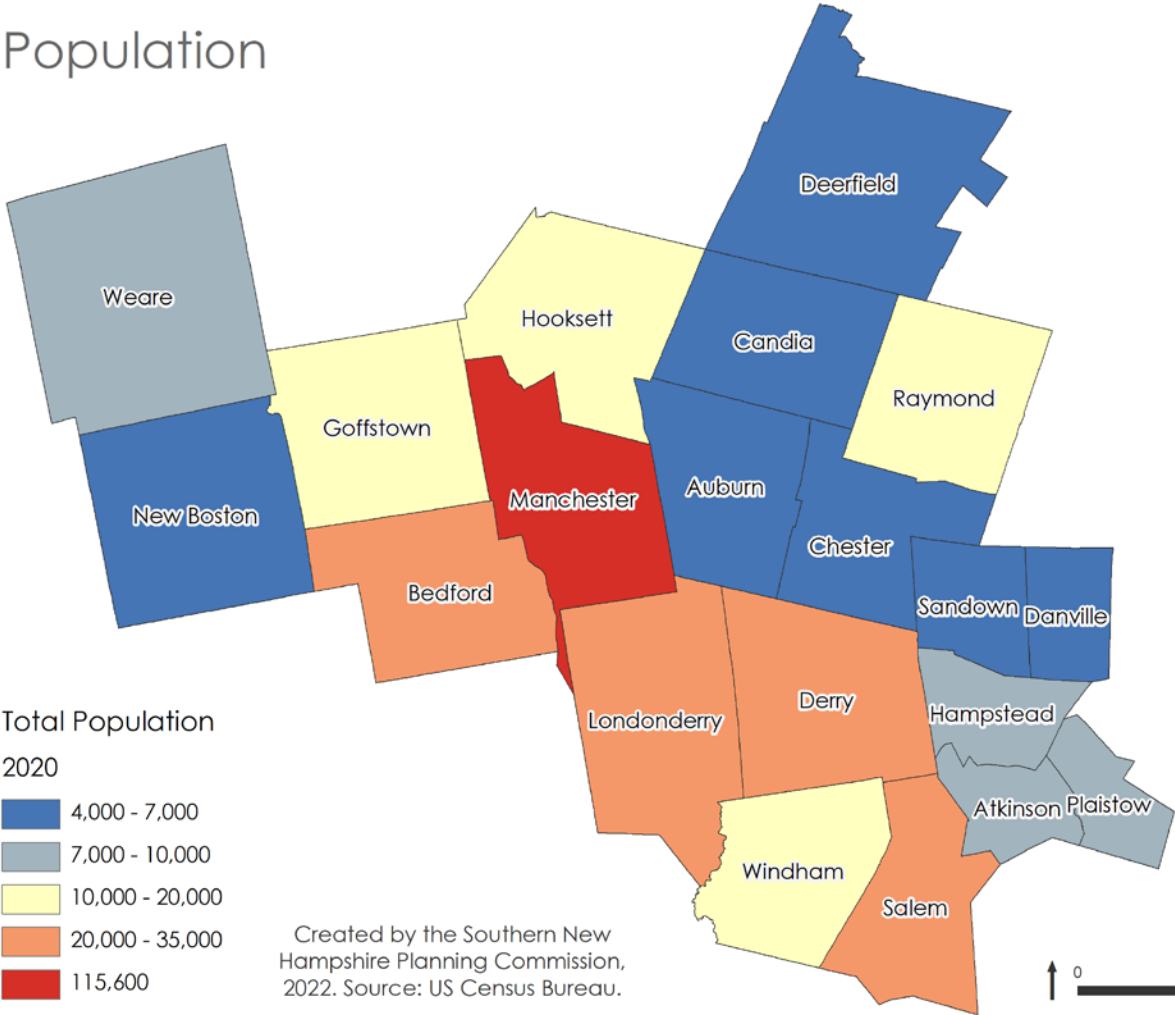 Population
Deerfield
Weare
Hooksett
Candia
Raymond
Goffstown
Auburn
Manchester
New Boston
Chester
Bedford
Sandown
Danville
Derry
Hampstead
Londonderry
Atkinson
Plaistow
Windham
Salem
Total Population
2020
4,000 - 7,000
7,000 - 10,000
10,000 - 20,000
20,000 - 35,000
115,600
Created by the Southern New
Hampshire Planning Commission,
2022. Source: US Census Bureau.
0